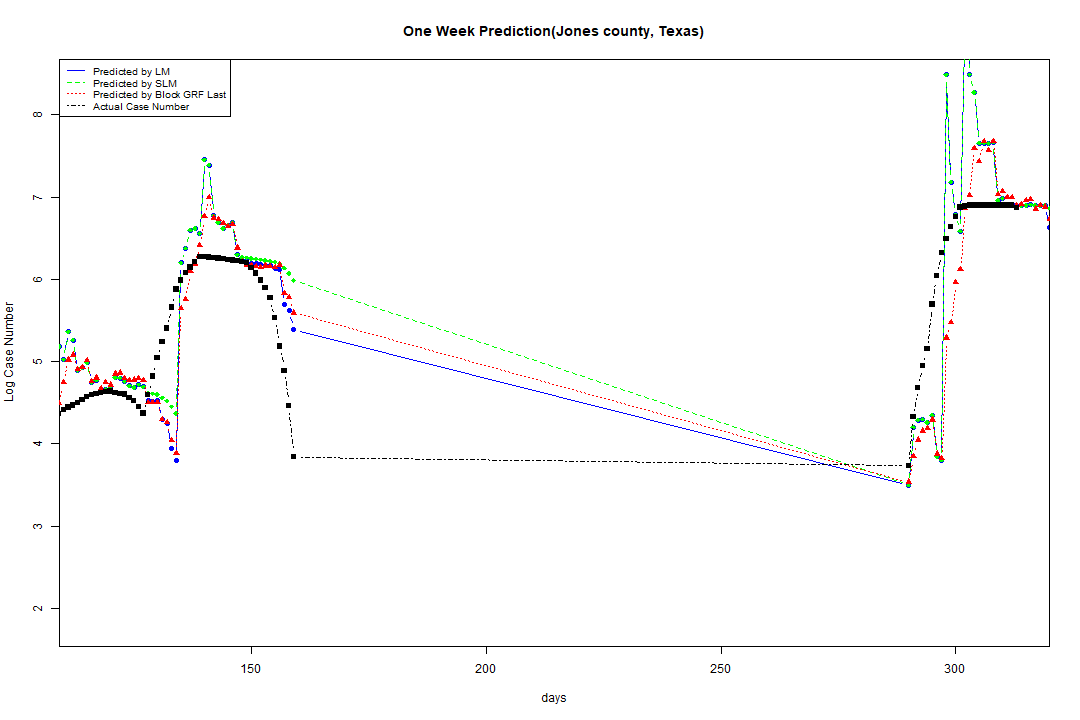 One Week Prediction(Jones county, Texas)
Predicted by LM
Predicted by SLM
Predicted by Block GRF Last
Actual Case Number
Log Case Number
8
7
6
5
4
3
2
150
200
250
300
days